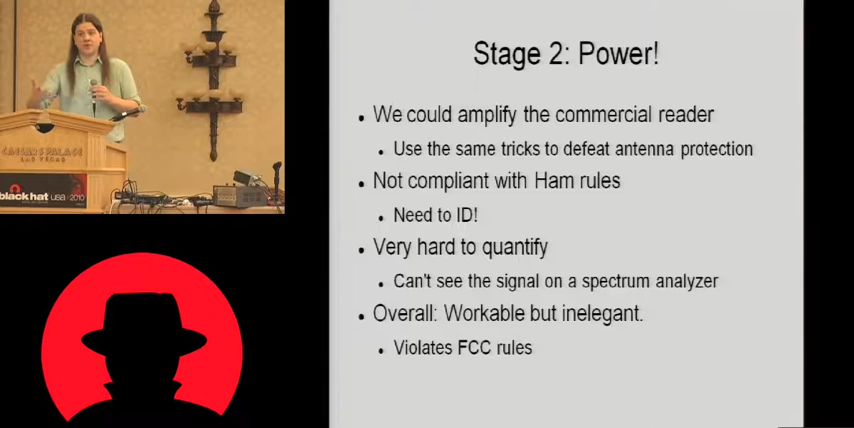 Stage 2: Power!
• We could amplify the commercial reader
• Use the same tricks to defeat antenna protection
• Not compliant with Ham rules
• Need to ID!
• Very hard to quantify
• Can't see the signal on a spectrum analyzer
• Overall: Workable but inelegant.
• Violates FCC rules
CAESARS PALACE
LAS VEGAS
black hat usa · 2010